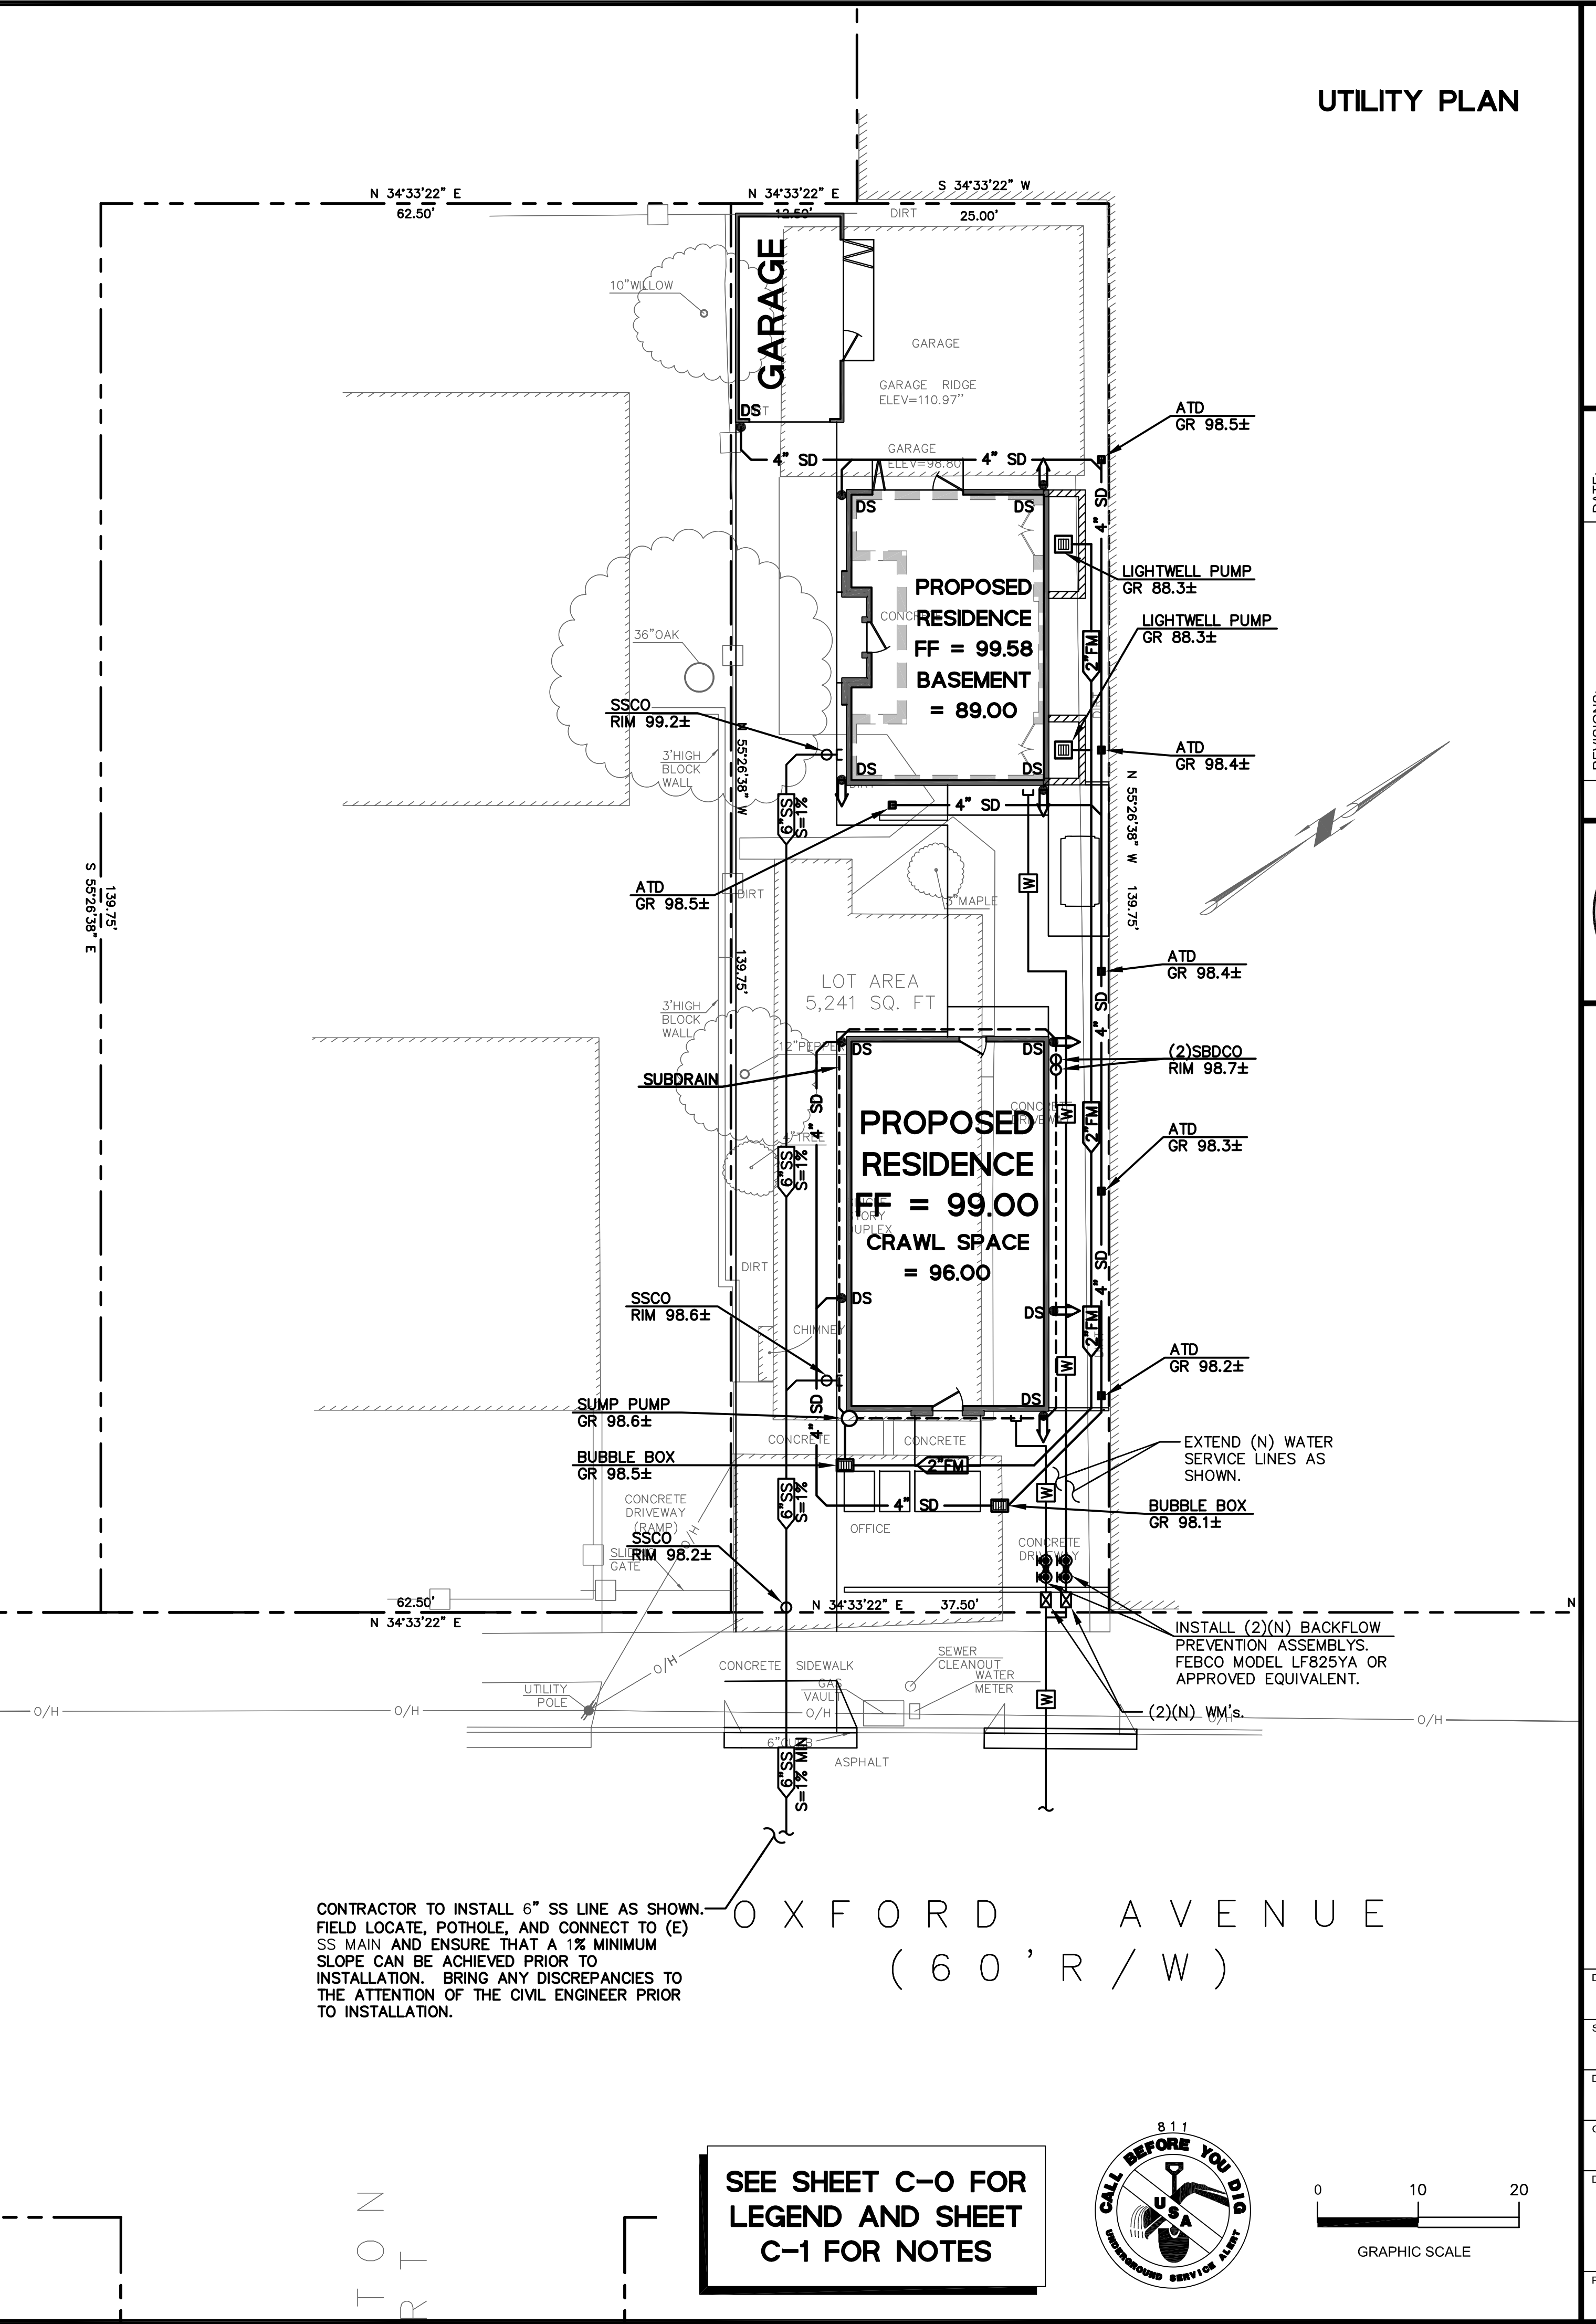 UTILITY PLAN
N 34°33'22" E
62.50'
N 34°33'22" E
12.50'
S 34°33'22" W
25.00'
DIRT
GARAGE
10"WILLOW
GARAGE
GARAGE RIDGE
ELEV=110.97''
DS
GARAGE
ELEV=98.80
4" SD
4" SD
ATD
GR 98.5±
DS
DS
4" SD
LIGHTWELL PUMP
GR 88.3±
LIGHTWELL PUMP
GR 88.3±
PROPOSED
RESIDENCE
FF = 99.58
BASEMENT
= 89.00
36"OAK
2"FM
SSCO
RIM 99.2±
3'HIGH
BLOCK
WALL
N 55°26'38" W
139.75'
DS
DS
ATD
GR 98.4±
N 55°26'38" W 139.75'
6"SS
S=1%
4" SD
ATD
GR 98.5±
DIRT
3"MAPLE
W
S 55°26'38" E
139.75'
LOT AREA
5,241 SQ. FT
ATD
GR 98.4±
4" SD
3'HIGH
BLOCK
WALL
12"PEPPER
DS
DS
SUBDRAIN
(2)SBDCO
RIM 98.7±
4" SD
4"TREE
6"SS
S=1%
CONCRETE
DRIVEWAY
W
2"FM
ATD
GR 98.3±
PROPOSED
RESIDENCE
FF = 99.00
CRAWL SPACE
= 96.00
DIRT
4" SD
SSCO
RIM 98.6±
DS
DS
CHIMNEY
2"FM
W
ATD
GR 98.2±
SUMP PUMP
GR 98.6±
4" SD
DS
CONCRETE
CONCRETE
BUBBLE BOX
GR 98.5±
2"FM
EXTEND (N) WATER
SERVICE LINES AS
SHOWN.
6"SS
S=1%
CONCRETE
DRIVEWAY
(RAMP)
4" SD
W
BUBBLE BOX
GR 98.1±
OFFICE
O/H
SSCO
RIM 98.2±
GATE
CONCRETE
DRIVEWAY
62.50'
N 34°33'22" E
N 34°33'22" E 37.50'
N
INSTALL (2)(N) BACKFLOW
PREVENTION ASSEMBLYS.
FEBCO MODEL LF825YA OR
APPROVED EQUIVALENT.
CONCRETE SIDEWALK
SEWER
CLEANOUT
WATER
METER
GAS
VAULT
UTILITY
POLE
O/H
O/H
O/H
O/H
O/H
O/H
W
(2)(N) WM's.
6"CURB
ASPHALT
6"SS
S=1% MIN
CONTRACTOR TO INSTALL 6" SS LINE AS SHOWN.
FIELD LOCATE, POTHOLE, AND CONNECT TO (E)
SS MAIN AND ENSURE THAT A 1% MINIMUM
SLOPE CAN BE ACHIEVED PRIOR TO
INSTALLATION. BRING ANY DISCREPANCIES TO
THE ATTENTION OF THE CIVIL ENGINEER PRIOR
TO INSTALLATION.
OXFORD AVENUE
(60'R/W)
SEE SHEET C-0 FOR
LEGEND AND SHEET
C-1 FOR NOTES
811
CALL BEFORE YOU DIG
USA
UNDERGROUND SERVICE ALERT
0 10 20
GRAPHIC SCALE